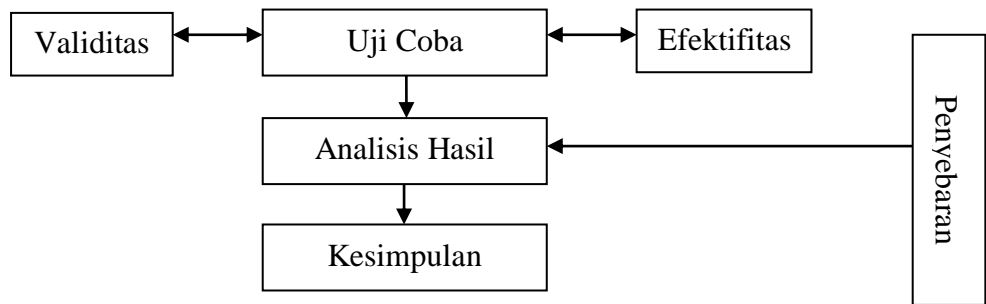 Validitas
Uji Coba
Efektifitas
Analisis Hasil
Penyebaran
Kesimpulan